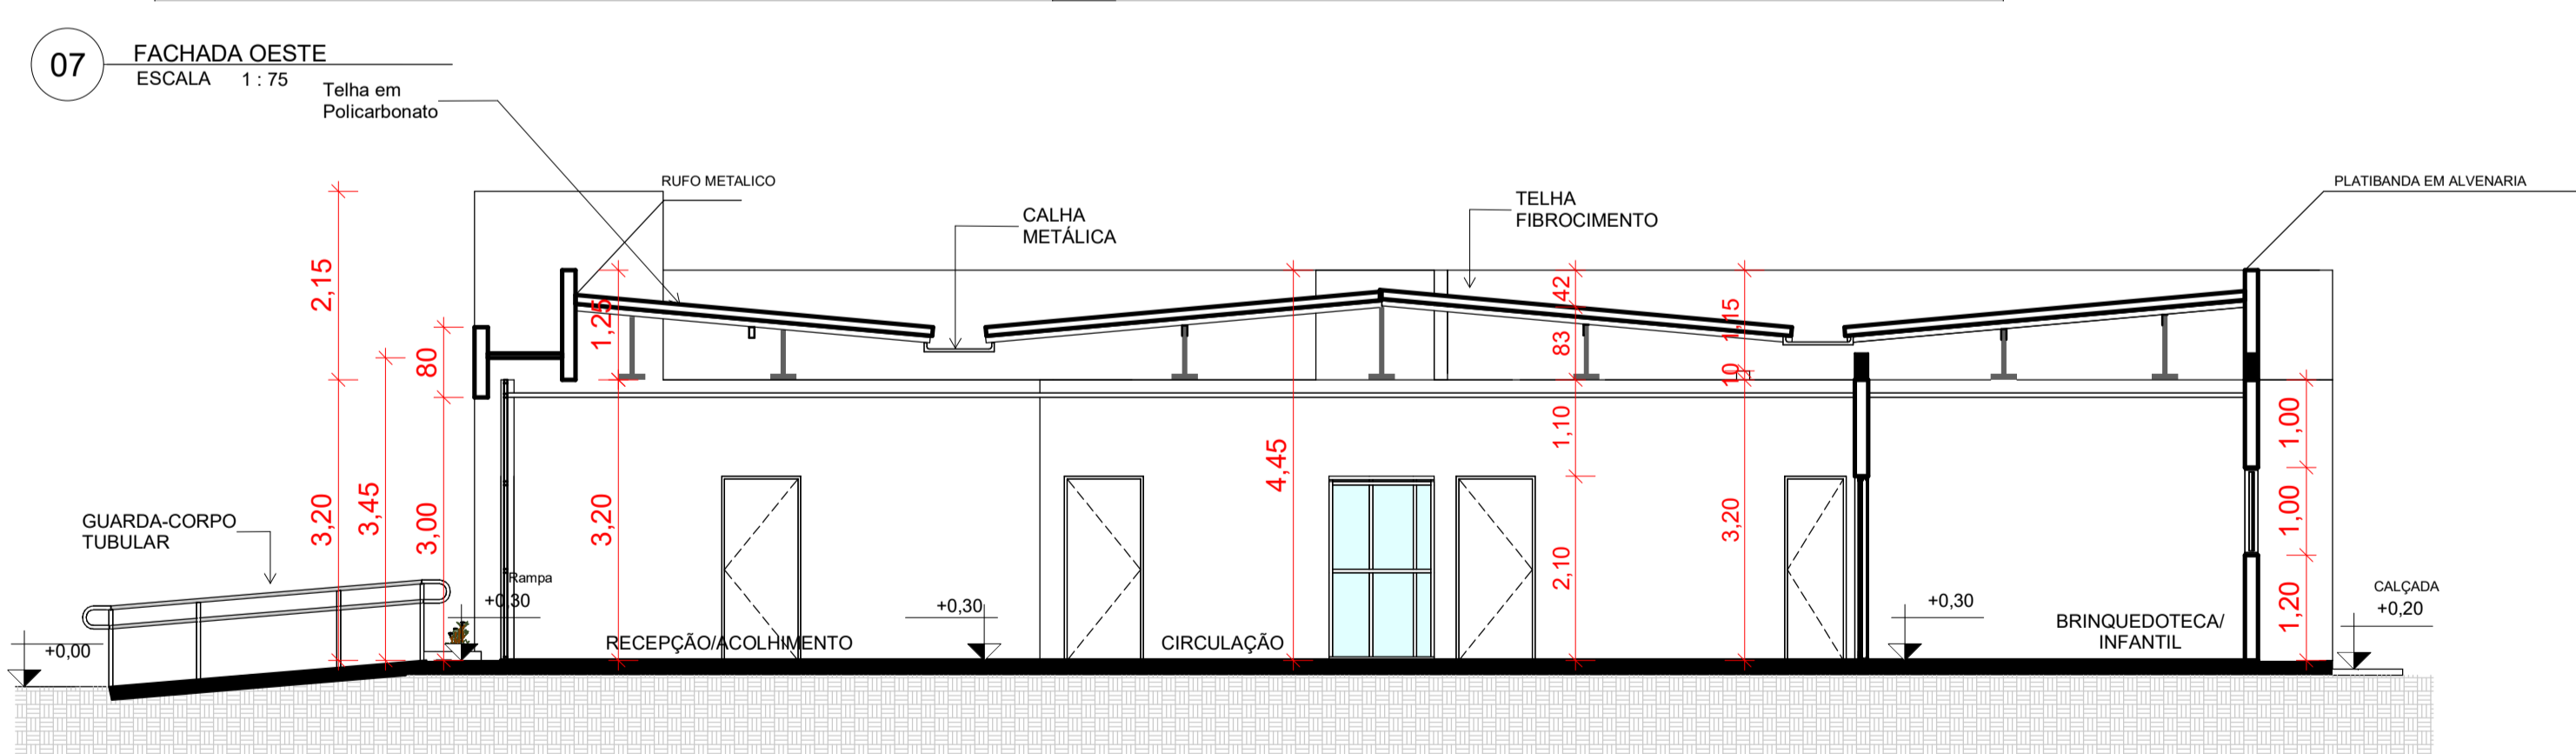 07
FACHADA OESTE
ESCALA 1 : 75
Telha em
Policarbonato
RUFO METALICO
PLATIBANDA EM ALVENARIA
CALHA
METÁLICA
TELHA
FIBROCIMENTO
2,15
80
1,25
42
1,15
83
10
1,10
1,00
4,45
3,20
3,45
3,00
3,20
2,10
3,20
1,00
1,20
GUARDA-CORPO
TUBULAR
Rampa
+0,30
+0,30
+0,30
CALÇADA
+0,20
+0,00
RECEPÇÃO/ACOLHIMENTO
CIRCULAÇÃO
BRINQUEDOTECA/
INFANTIL